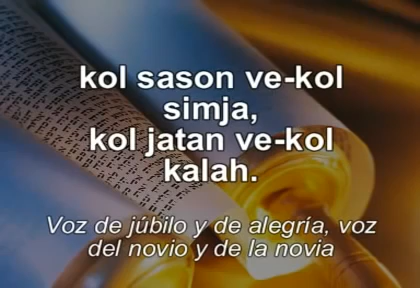 kol sason ve-kol
simja,
kol jatan ve-kol
kalah.
Voz de júbilo y de alegría, voz
del novio y de la novia